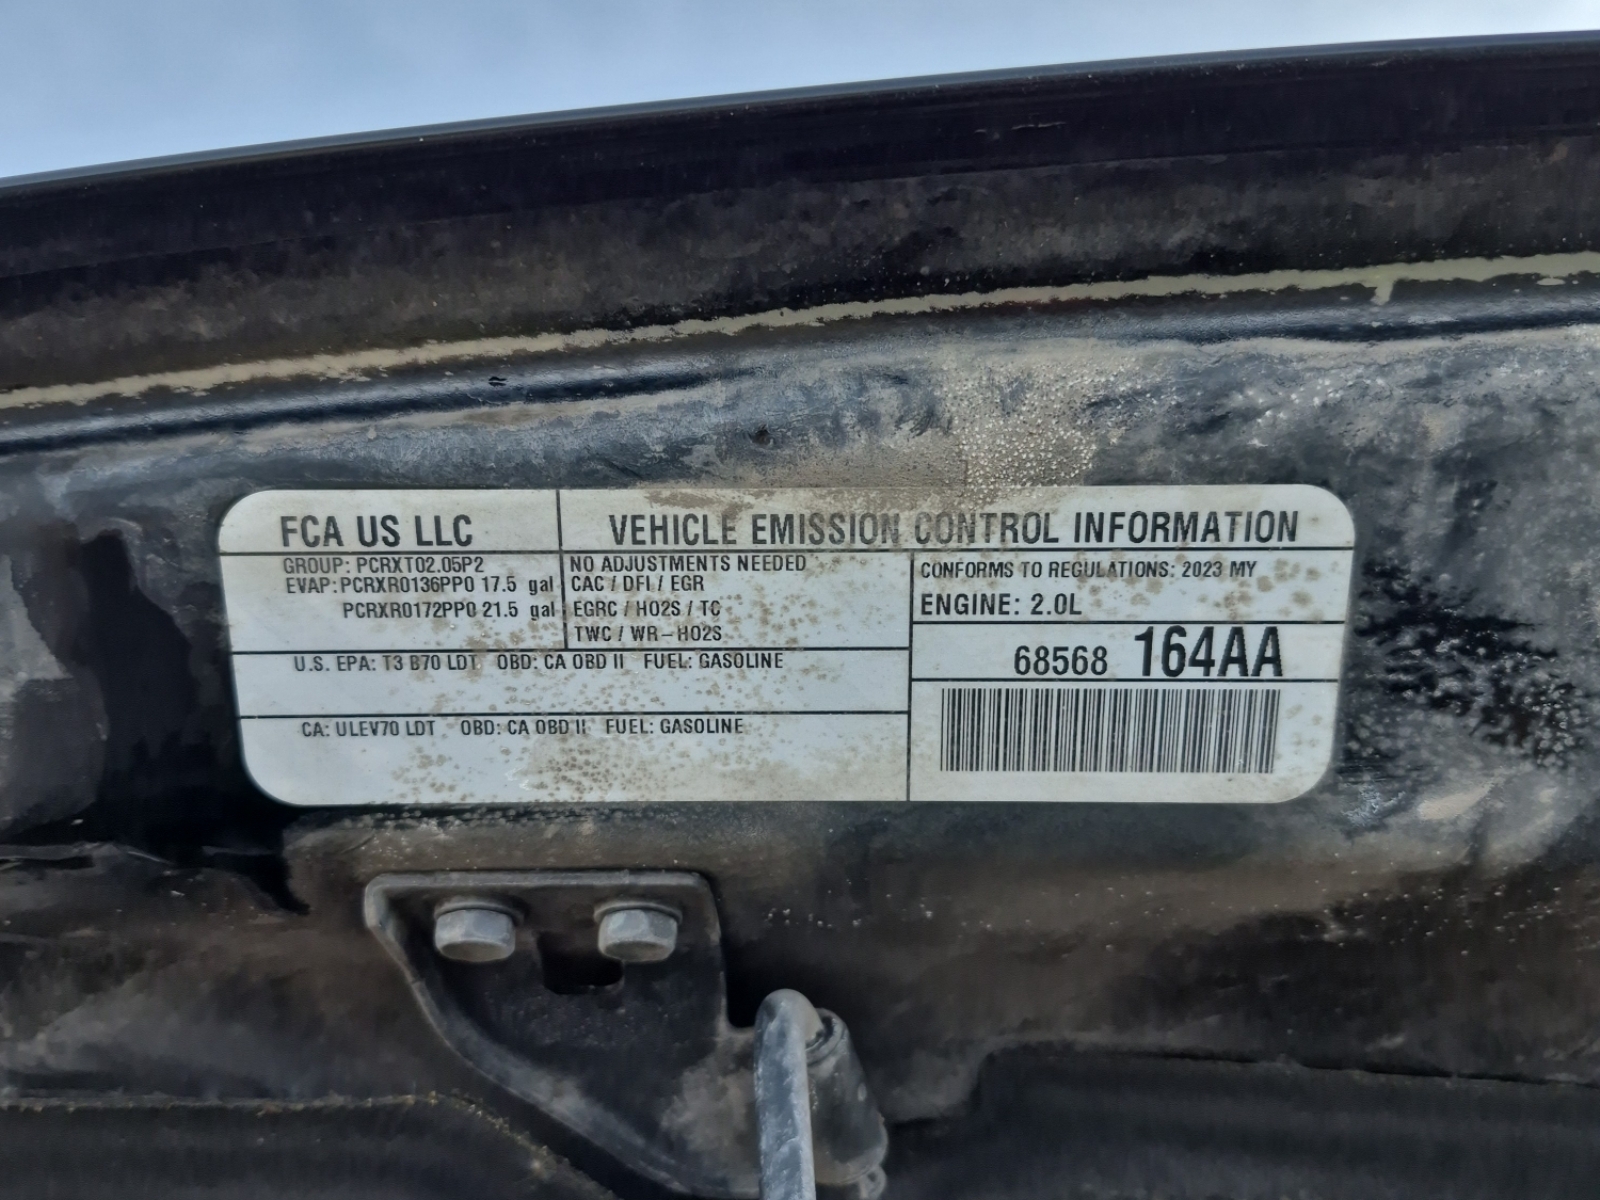 FCA US LLC
VEHICLE EMISSION CONTROL INFORMATION
GROUP: PCRXT02.05P2
EVAP: PCRXR0136PP0 17.5 gal
PCRXR0172PP0 21.5 gal
NO ADJUSTMENTS NEEDED
CAC / DFI / EGR
EGRC / HO2S / TC
TWC / WR-HO2S
CONFORMS TO REGULATIONS: 2023 MY
ENGINE: 2.0L
68568 164AA
U.S. EPA: T3 B70 LDT OBD: CA OBD II FUEL: GASOLINE
CA: ULEV70 LDT OBD: CA OBD II FUEL: GASOLINE